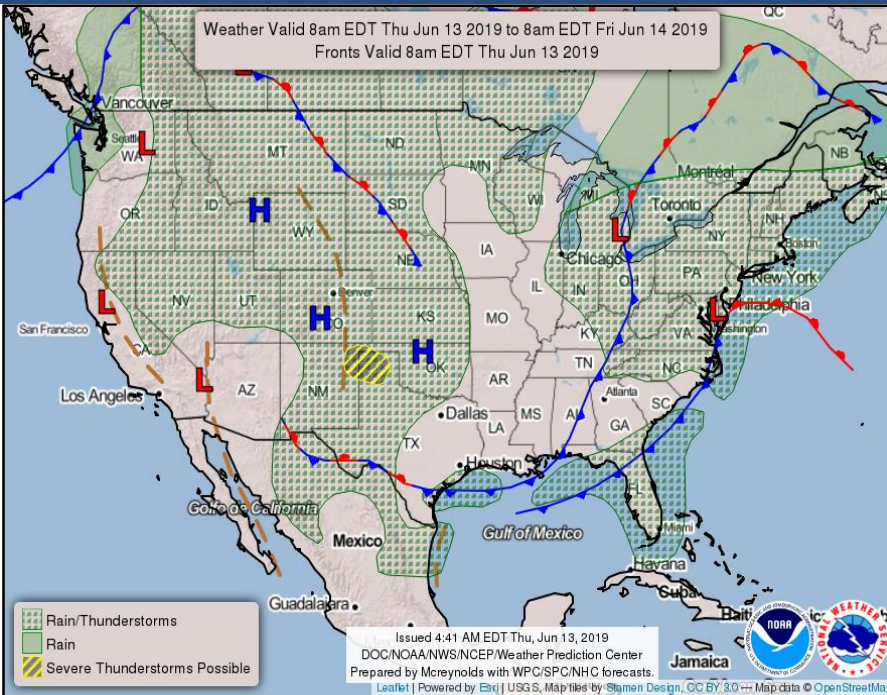 Weather Valid 8am EDT Thu Jun 13 2019 to 8am EDT Fri Jun 14 2019
Fronts Valid 8am EDT Thu Jun 13 2019
QC
Vancouver
L
Seattle
WA
L
MT
ND
MN
NB
Montréal
NS
OR
ID
H
WY
SD
WI
MI
Toronto
L
NY
NH
Boston
NE
IA
Chicago
PA
New York
NV
UT
Denver
H
CO
KS
IL
IN
O
L
Philadelphia
Washington
San Francisco
L
MO
KY
VA
CA
H
OK
TN
NC
Los Angeles
L
AZ
NM
AR
Atlanta
SC
Dallas
MS
AL
GA
TX
LA
Houston
FL
Golfo de California
Mexico
Gulf of Mexico
Miami
Havana
Cuba
Guadalajara
Haiti
Jamaica
Rain/Thunderstorms
Rain
Severe Thunderstorms Possible
Issued 4:41 AM EDT Thu, Jun 13, 2019
DOC/NOAA/NWS/NCEP/Weather Prediction Center
Prepared by Mcreynolds with WPC/SPC/NHC forecasts.
NOAA
NATIONAL WEATHER SERVICE
Leaflet | Powered by Esri | USGS, Map tiles by Stamen Design, CC BY 3.0 — Map data © OpenStreetMa